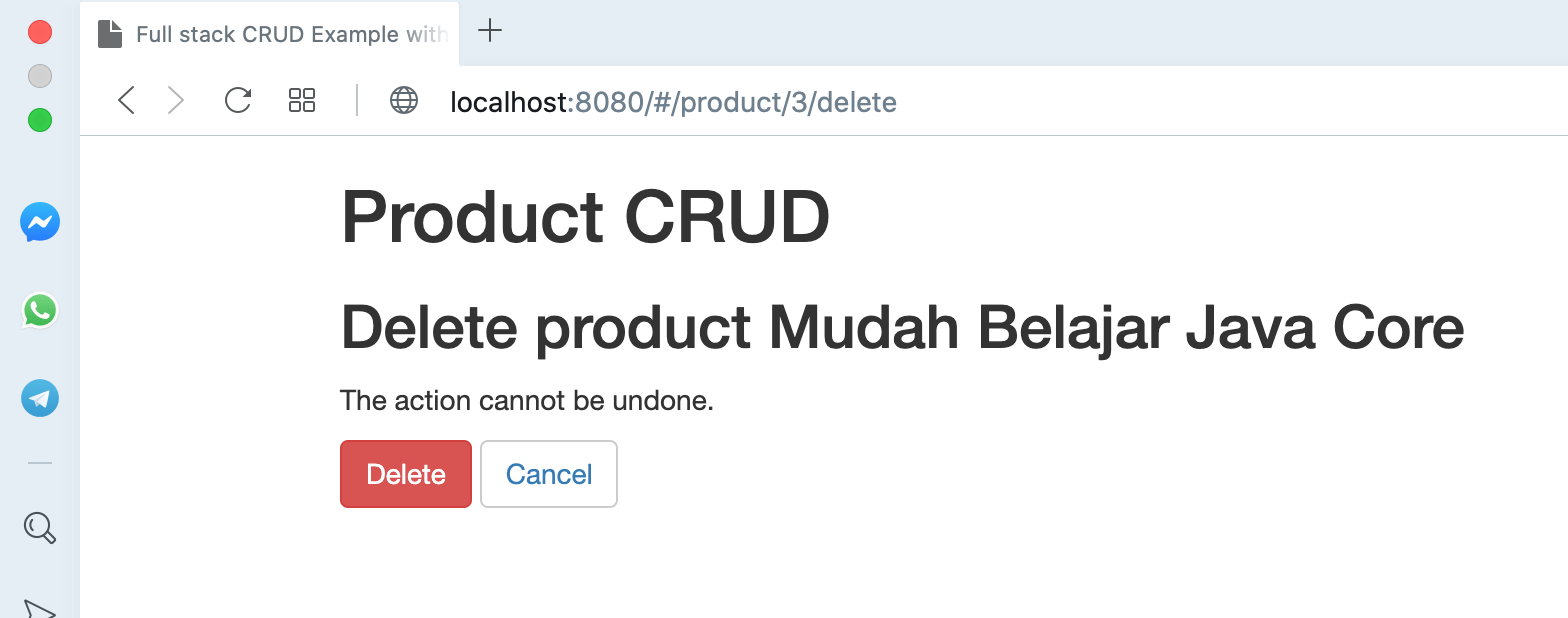 Full stack CRUD Example with
localhost:8080/#/product/3/delete
Product CRUD
Delete product Mudah Belajar Java Core
The action cannot be undone.
Delete
Cancel